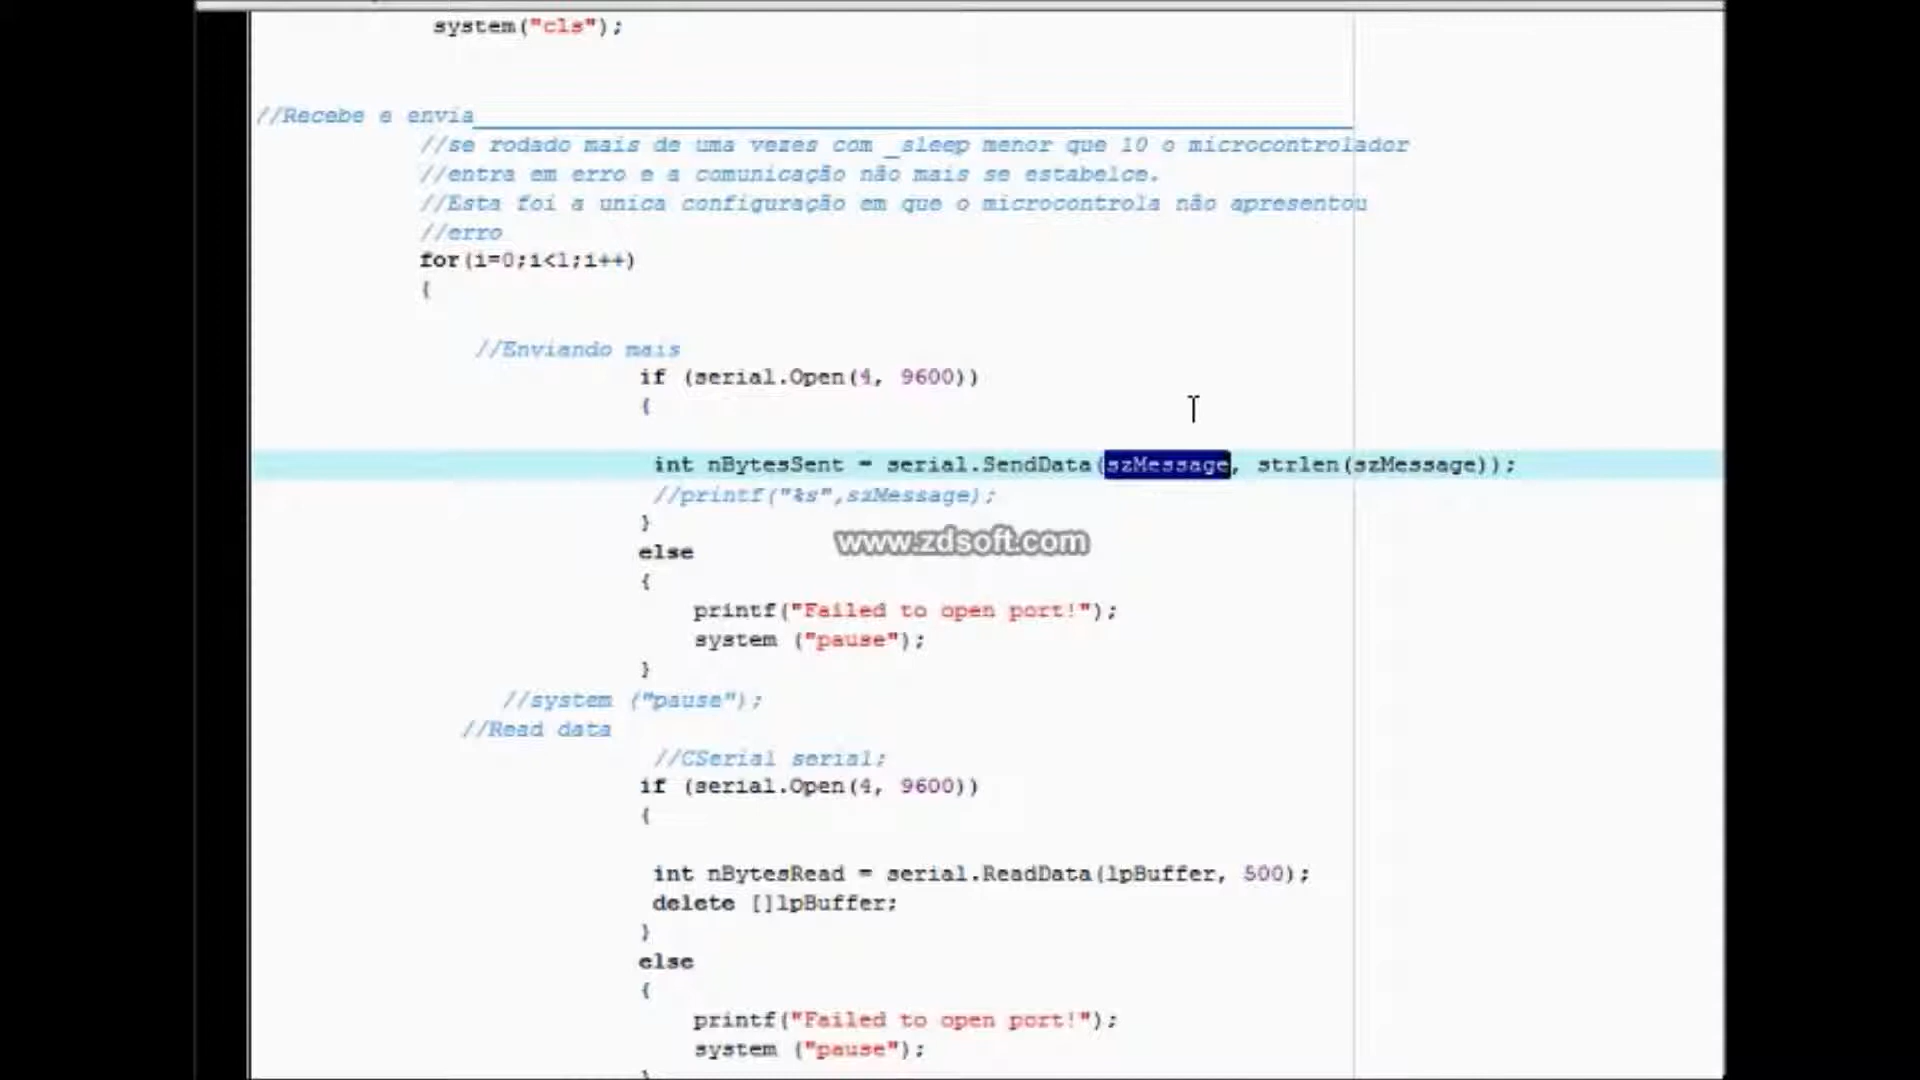 system("cls");
//Recebe e envia
//se rodado mais de uma vezes com _sleep menor que 10 o microcontrolador
//entra em erro e a comunicação não mais se estabelce.
//Esta foi a unica configuração em que o microcontrola não apresentou
//erro
for(i=0;i<1;i++)
{
//Enviando mais
if (serial.Open(4, 9600))
{
int nBytesSent = serial.SendData(szMessage, strlen(szMessage));
//printf("%s",szMessage);
}
www.zdsoft.com
else
{
printf("Failed to open port!");
system ("pause");
}
//system ("pause");
//Read data
//CSerial serial;
if (serial.Open(4, 9600))
{
int nBytesRead = serial.ReadData(lpBuffer, 500);
delete []lpBuffer;
}
else
{
printf("Failed to open port!");
system ("pause");
}